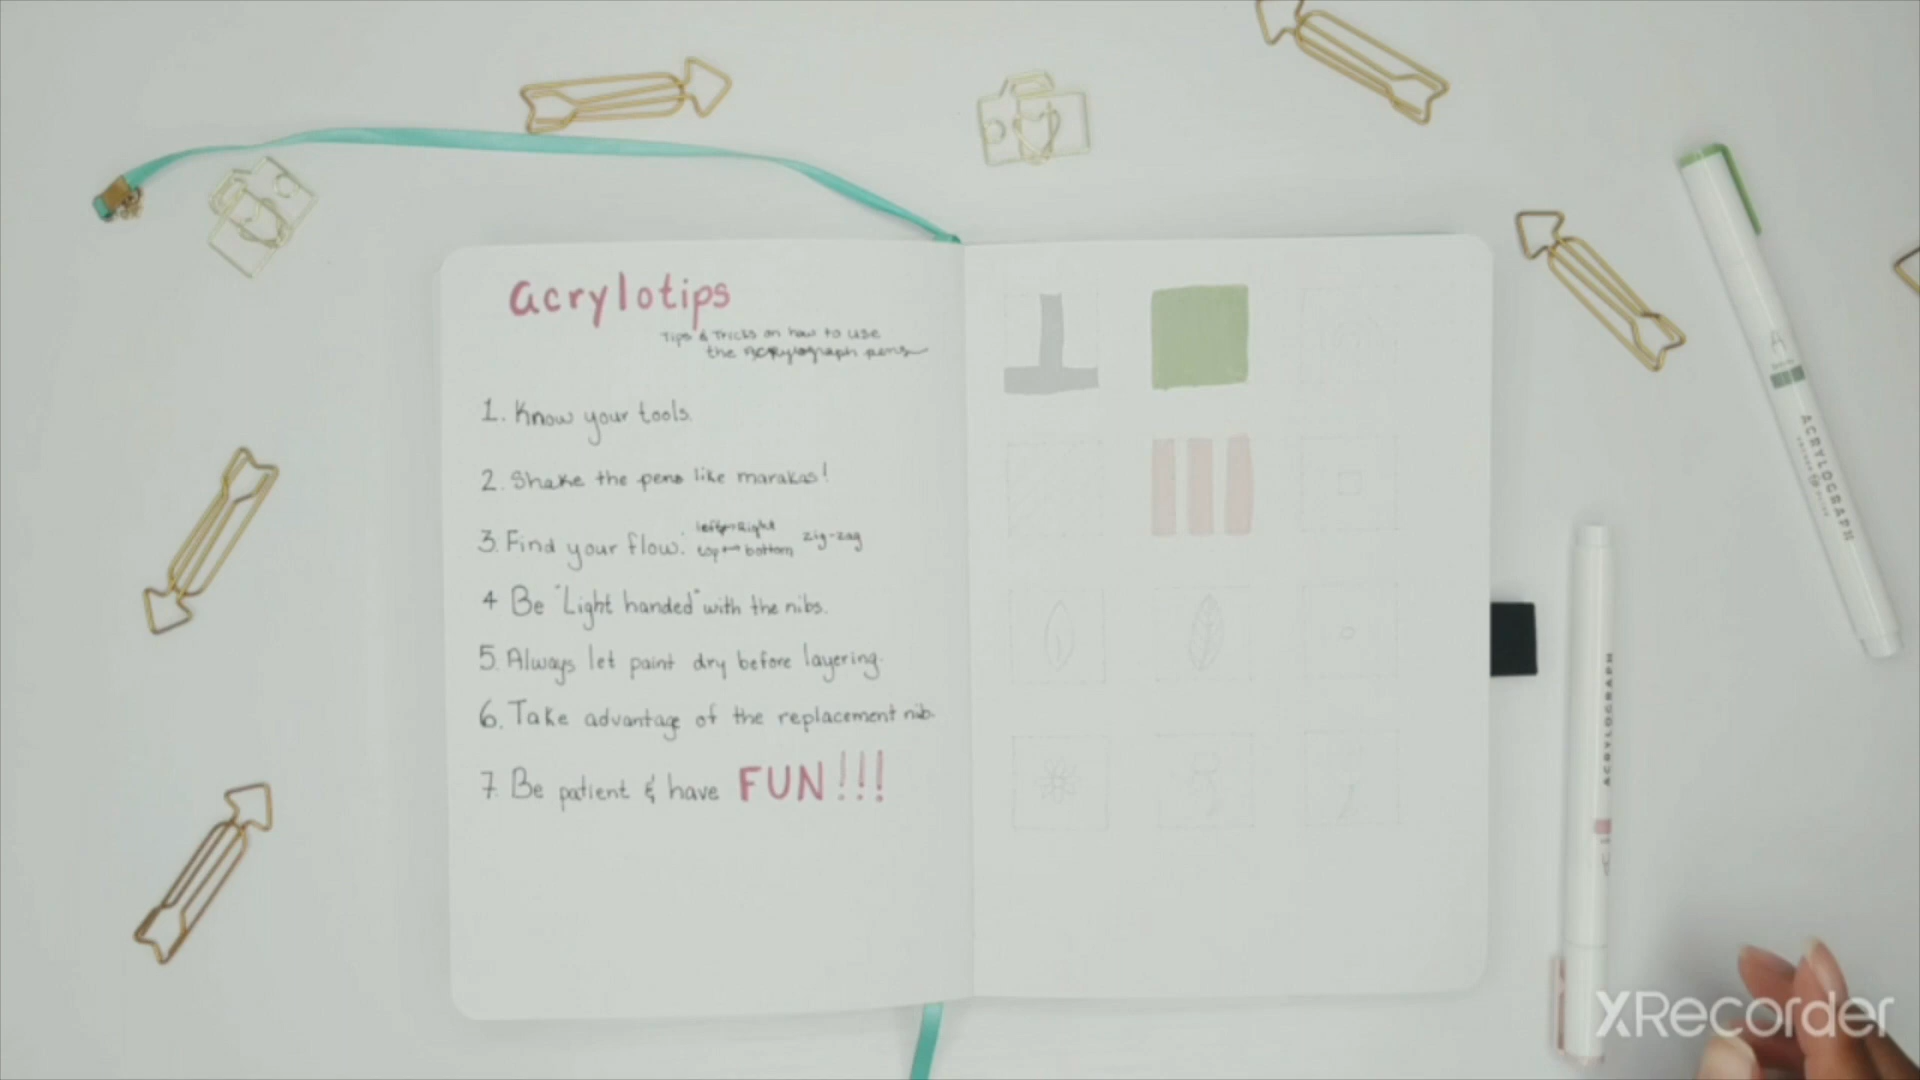 acrylotips
Tips & Tricks on how to use
the acrylograph pens
1. Know your tools.
2. Shake the pens like marakas!
3. Find your flow: left↔Right
top↔bottom zig-zag
4 Be "Light handed" with the nibs.
5. Always let paint dry before layering.
6. Take advantage of the replacement nib.
7. Be patient & have FUN!!!
ACRYLOGRAPH
ACRYLOGRAPH
XRecorder